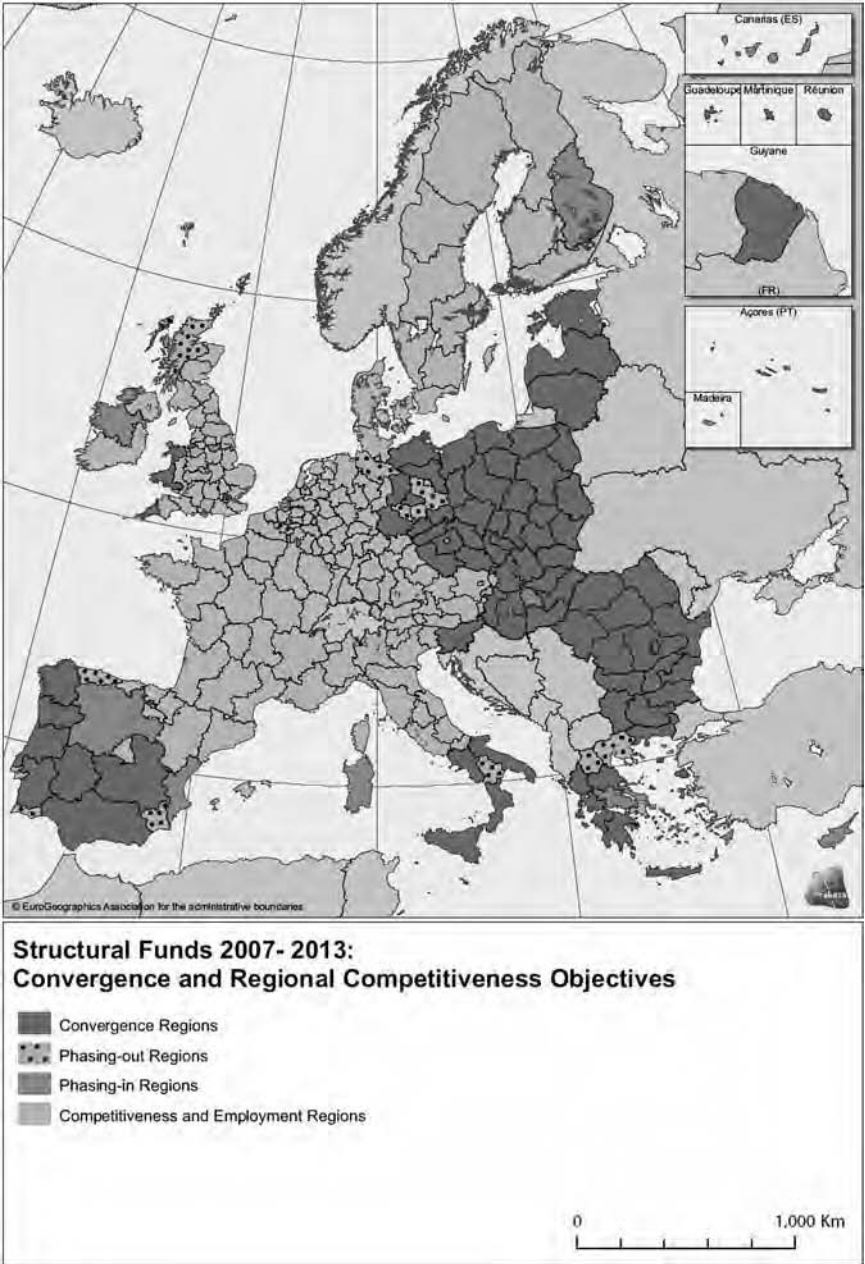 Canarias (ES)
Guadeloupe Martinique Réunion
Guyane
(FR)
Açores (PT)
Madeira
© EuroGeographics Association for the administrative boundaries
Structural Funds 2007- 2013:
Convergence and Regional Competitiveness Objectives
Convergence Regions
Phasing-out Regions
Phasing-in Regions
Competitiveness and Employment Regions
0 1,000 Km